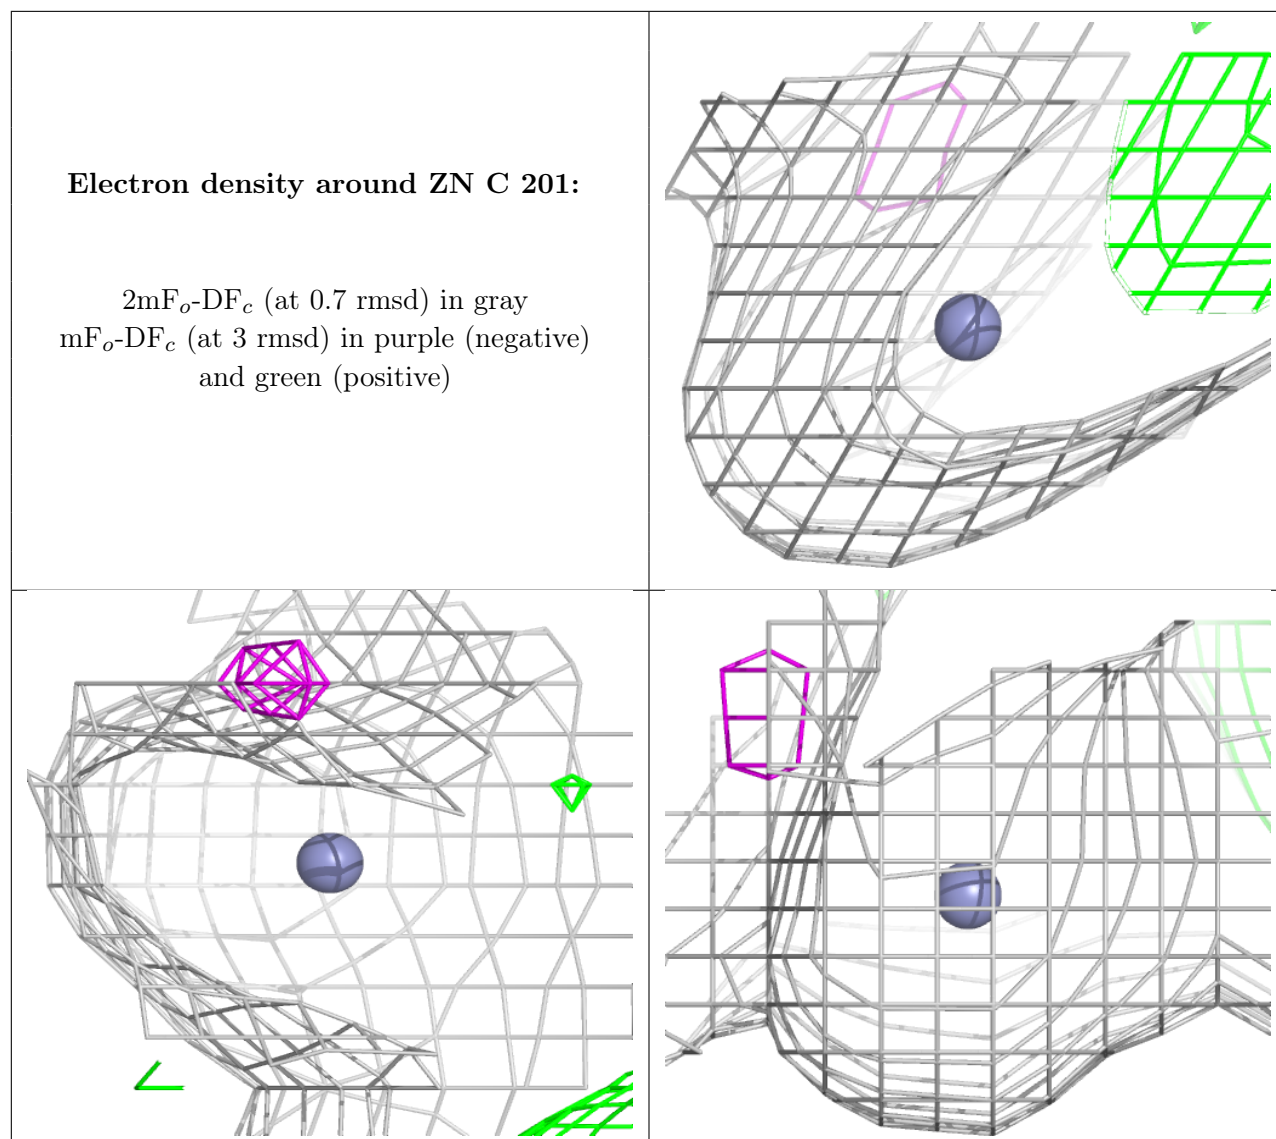 Electron density around ZN C 201:
2mFo-DFc (at 0.7 rmsd) in gray
mFo-DFc (at 3 rmsd) in purple (negative)
and green (positive)